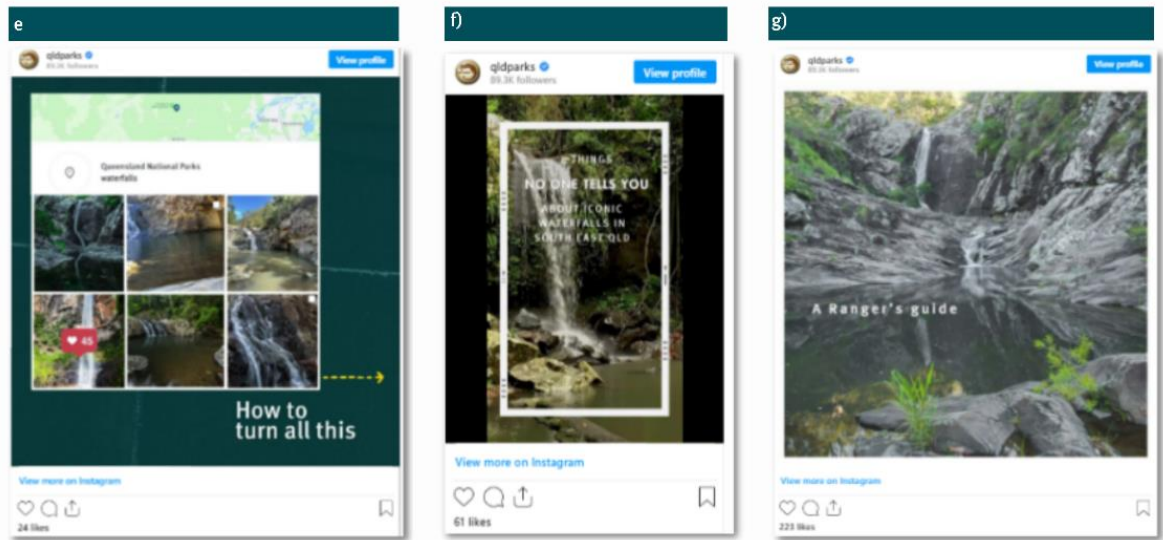 e
qldparks
89.3K followers
View profile
Queensland National Parks
waterfalls
45
How to
turn all this
View more on Instagram
24 likes
f)
qldparks
89.3K followers
View profile
THINGS
NO ONE TELLS YOU
ABOUT ICONIC
WATERFALLS IN
SOUTH EAST QLD
View more on Instagram
61 likes
g)
qldparks
89.3K followers
View profile
A Ranger's guide
View more on Instagram
223 likes